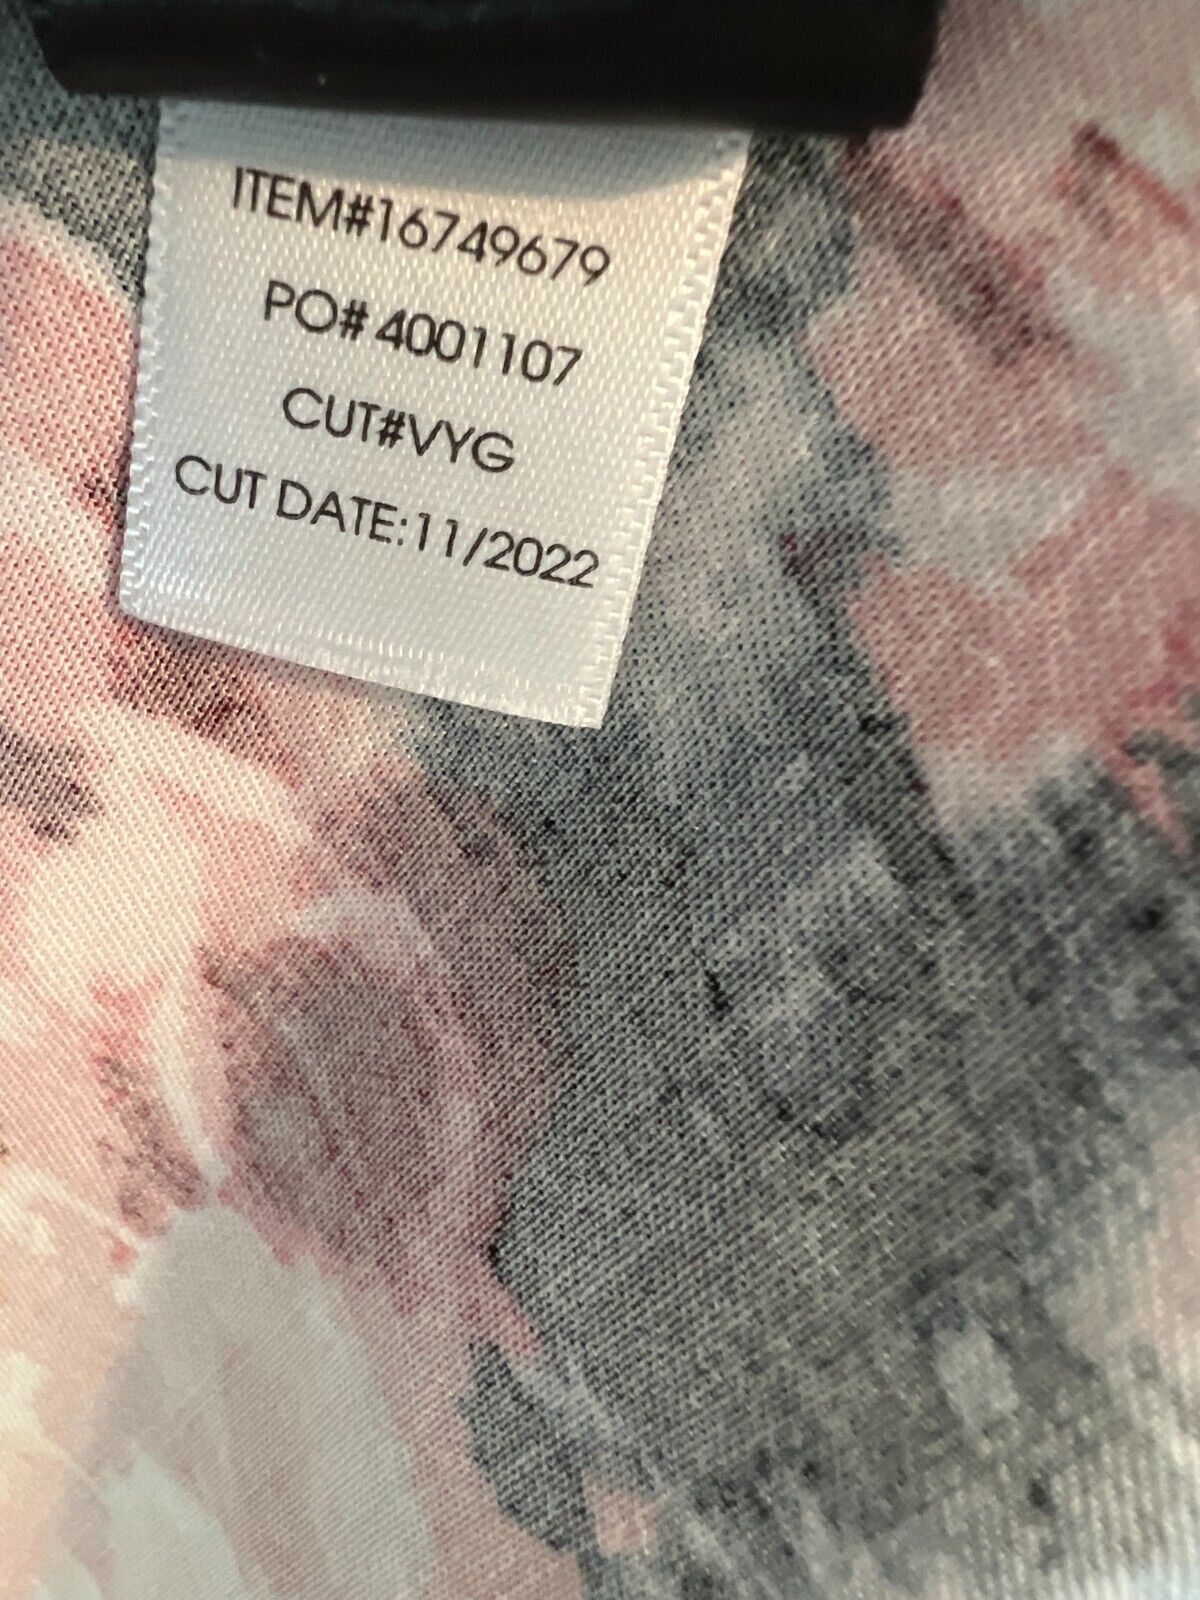 ITEM#16749679
PO# 4001107
CUT#VYG
CUT DATE:11/2022